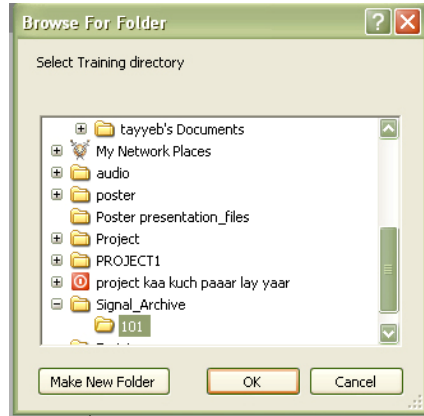 Browse For Folder
Select Training directory
tayyeb's Documents
My Network Places
audio
poster
Poster presentation_files
Project
PROJECT1
project kaa kuch paaar lay yaar
Signal_Archive
101
Make New Folder OK Cancel